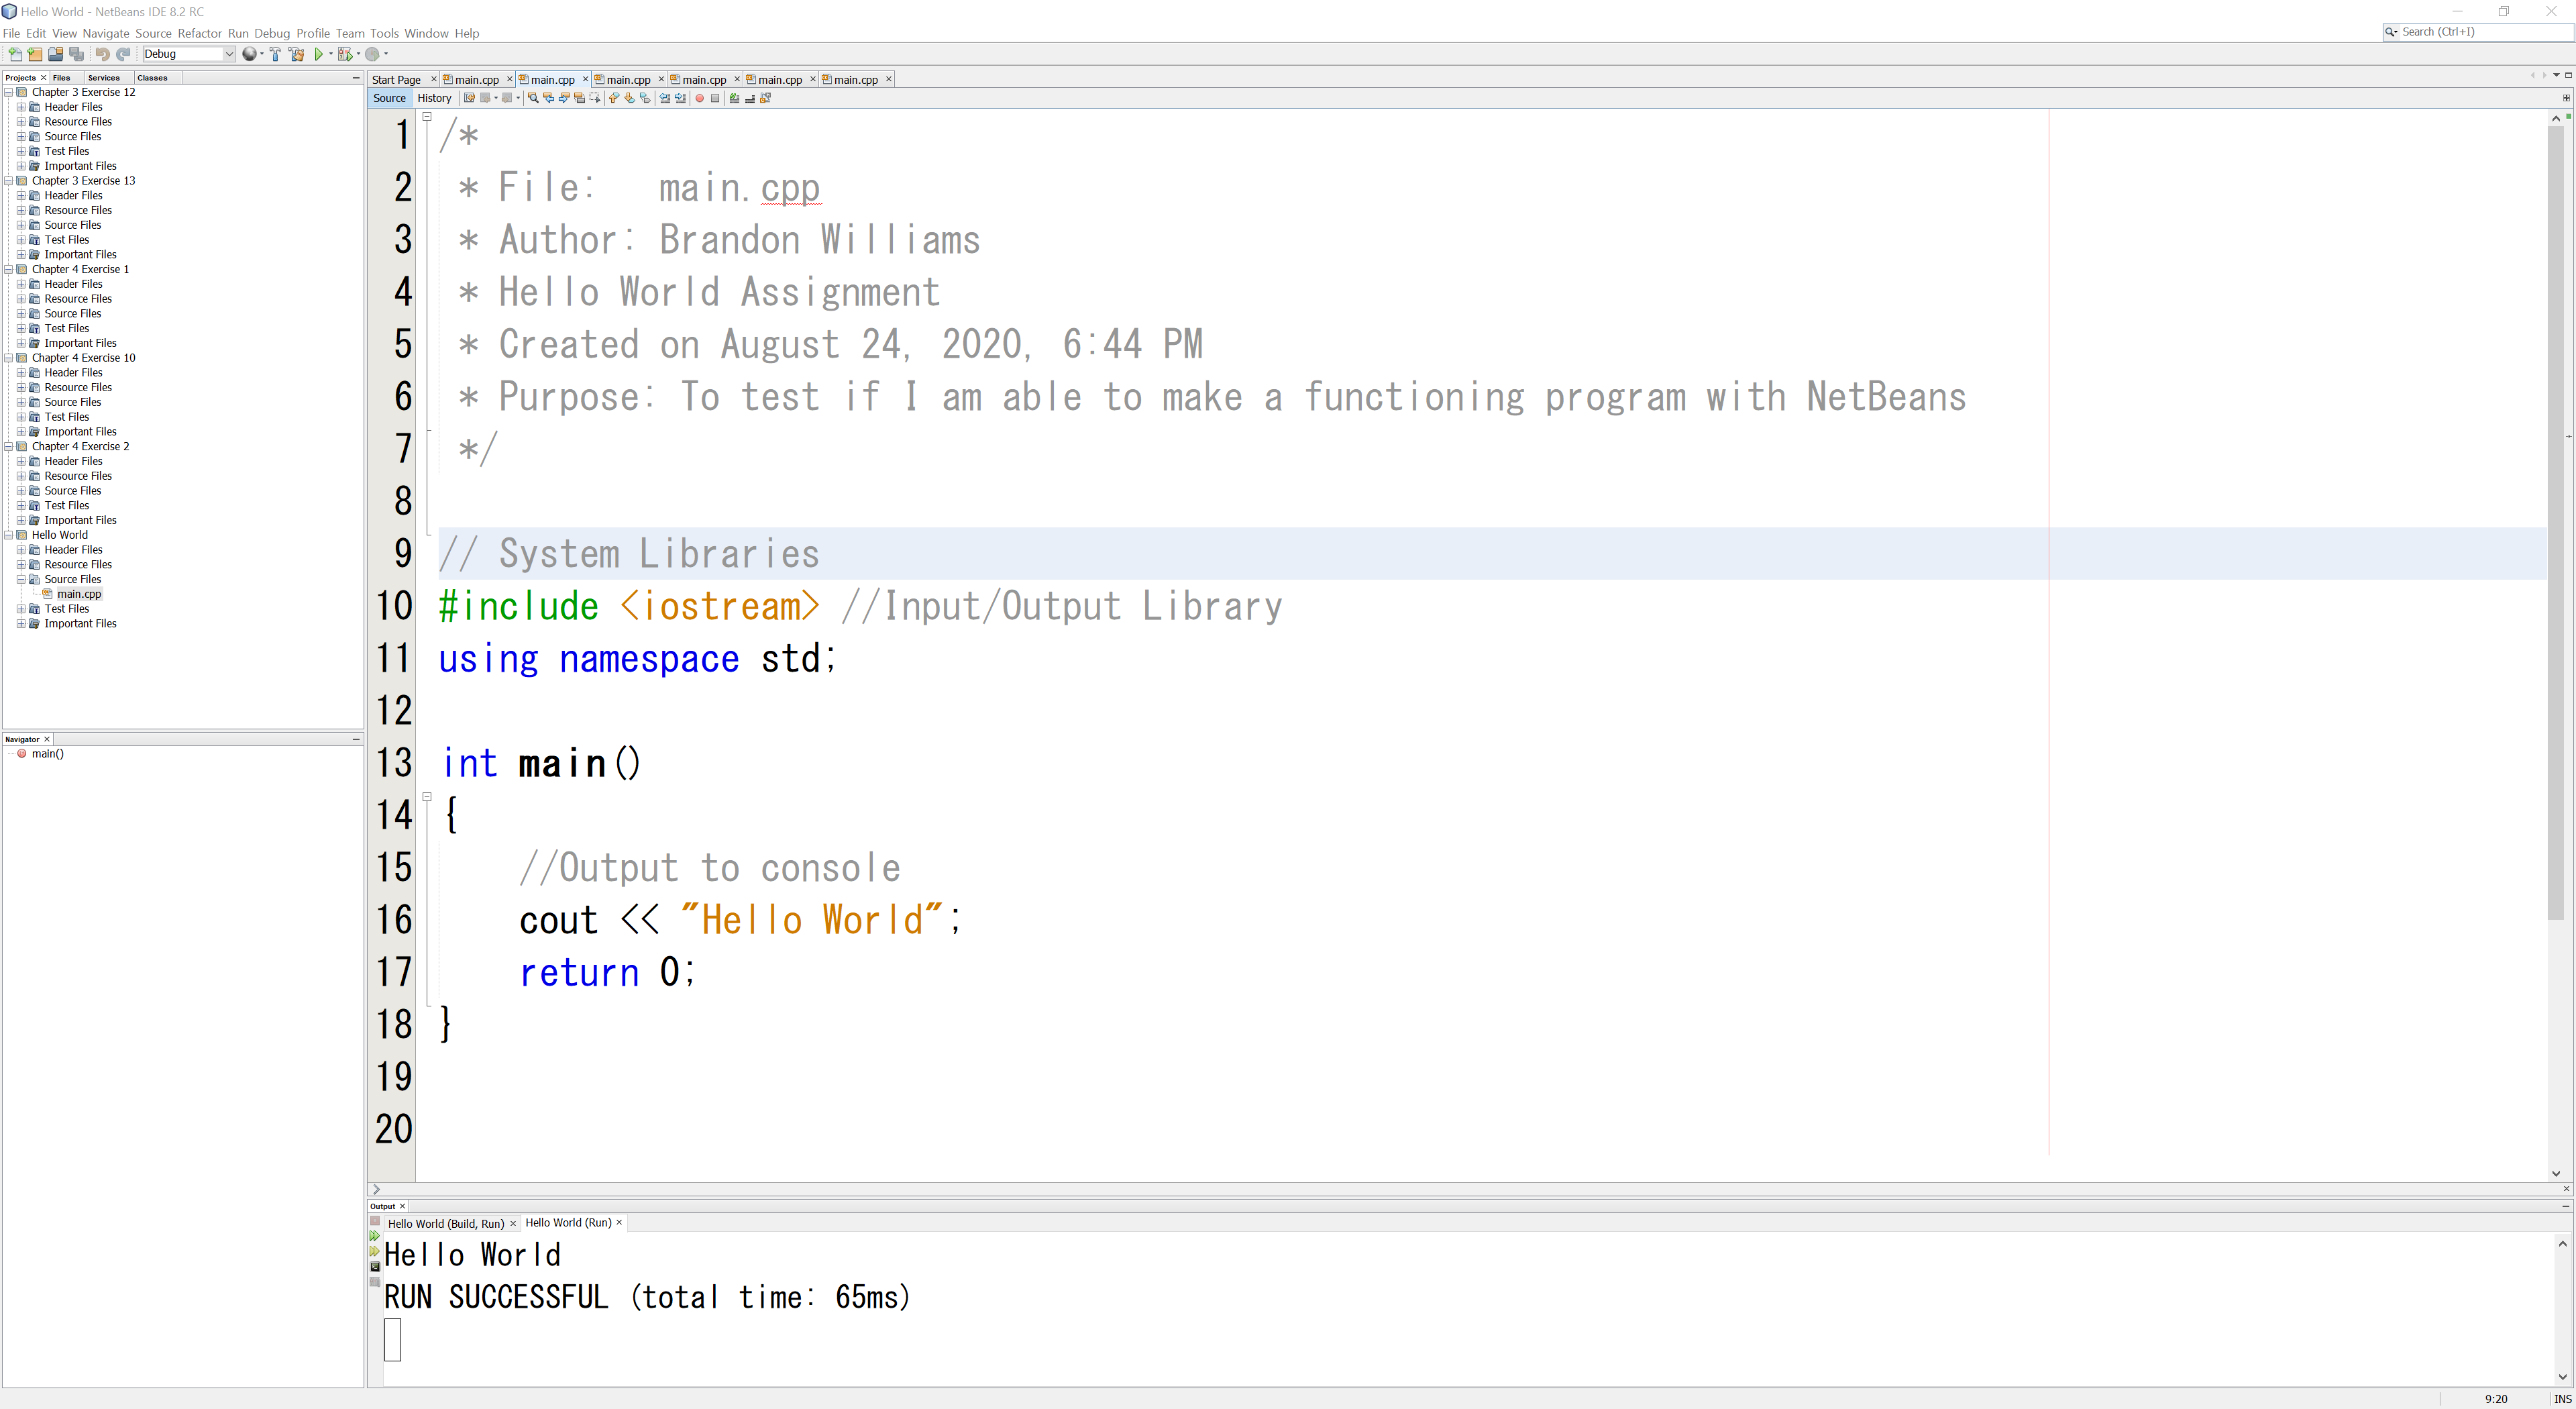 Hello World - NetBeans IDE 8.2 RC
File Edit View Navigate Source Refactor Run Debug Profile Team Tools Window Help
Search (Ctrl+I)
Debug
Projects Files Services Classes
Chapter 3 Exercise 12
Header Files
Resource Files
Source Files
Test Files
Important Files
Chapter 3 Exercise 13
Header Files
Resource Files
Source Files
Test Files
Important Files
Chapter 4 Exercise 1
Header Files
Resource Files
Source Files
Test Files
Important Files
Chapter 4 Exercise 10
Header Files
Resource Files
Source Files
Test Files
Important Files
Chapter 4 Exercise 2
Header Files
Resource Files
Source Files
Test Files
Important Files
Hello World
Header Files
Resource Files
Source Files
main.cpp
Test Files
Important Files
Navigator
main()
Start Page main.cpp main.cpp main.cpp main.cpp main.cpp main.cpp
Source History
1 /*
2 * File:   main.cpp
3 * Author: Brandon Williams
4 * Hello World Assignment
5 * Created on August 24, 2020, 6:44 PM
6 * Purpose: To test if I am able to make a functioning program with NetBeans
7 */
8
9 // System Libraries
10 #include <iostream> //Input/Output Library
11 using namespace std;
12
13 int main()
14 {
15     //Output to console
16     cout << "Hello World";
17     return 0;
18 }
19
20
Output
Hello World (Build, Run) Hello World (Run)
Hello World
RUN SUCCESSFUL (total time: 65ms)
9:20 INS